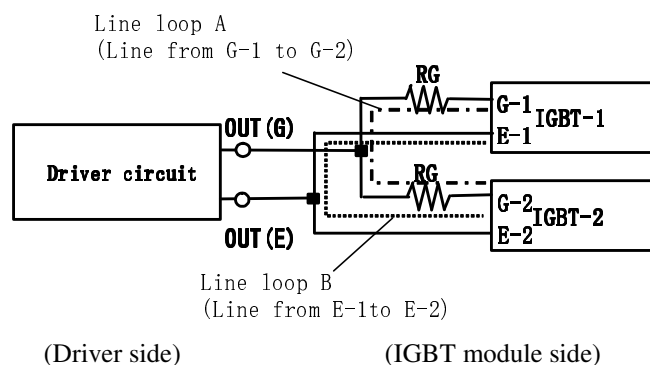 Line loop A
(Line from G-1 to G-2)
RG
G-1
IGBT-1
E-1
OUT(G)
Driver circuit
RG
G-2
IGBT-2
E-2
OUT(E)
Line loop B
(Line from E-1to E-2)
(Driver side)
(IGBT module side)